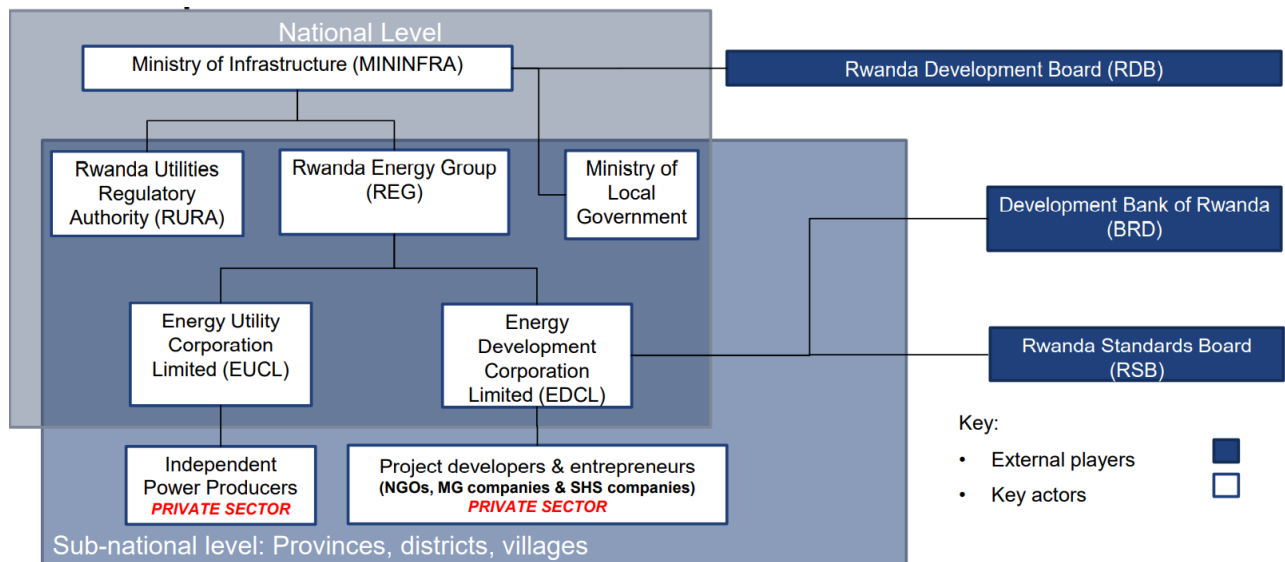 National Level
Ministry of Infrastructure (MININFRA)
Rwanda Development Board (RDB)
Rwanda Utilities
Regulatory
Authority (RURA)
Rwanda Energy Group
(REG)
Ministry of
Local
Government
Development Bank of Rwanda
(BRD)
Energy Utility
Corporation
Limited (EUCL)
Energy
Development
Corporation
Limited (EDCL)
Rwanda Standards Board
(RSB)
Independent
Power Producers
PRIVATE SECTOR
Project developers & entrepreneurs
(NGOs, MG companies & SHS companies)
PRIVATE SECTOR
Key:
• External players
• Key actors
Sub-national level: Provinces, districts, villages